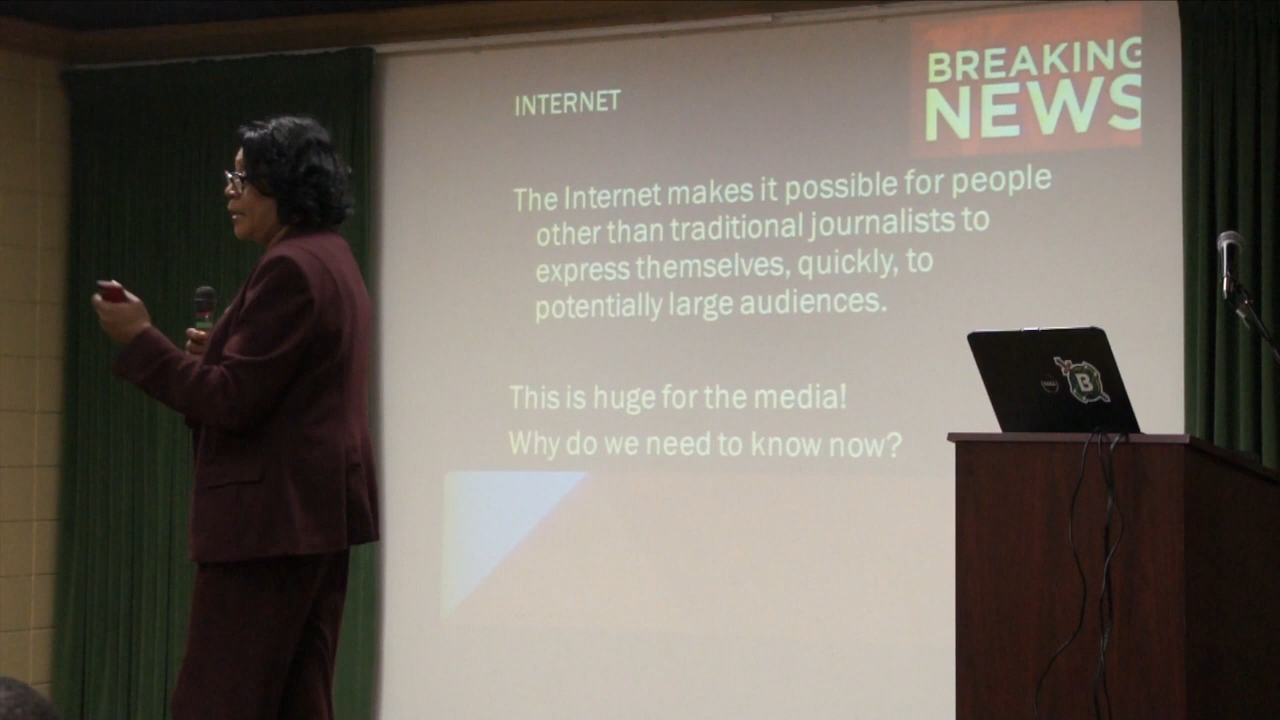 BREAKING
NEWS
INTERNET
The Internet makes it possible for people
other than traditional journalists to
express themselves, quickly, to
potentially large audiences.
This is huge for the media!
Why do we need to know now?
DELL
B